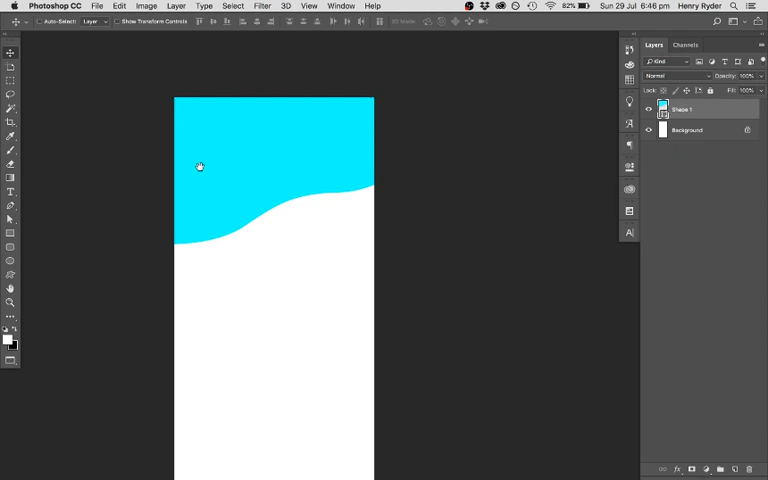 Photoshop CC File Edit Image Layer Type Select Filter 3D View Window Help 82% Sun 29 Jul 6:46 pm Henry Ryder
Auto-Select: Layer Show Transform Controls 3D Mode:
Layers Channels
Kind
Normal Opacity: 100%
Lock: Fill: 100%
Shape 1
Background